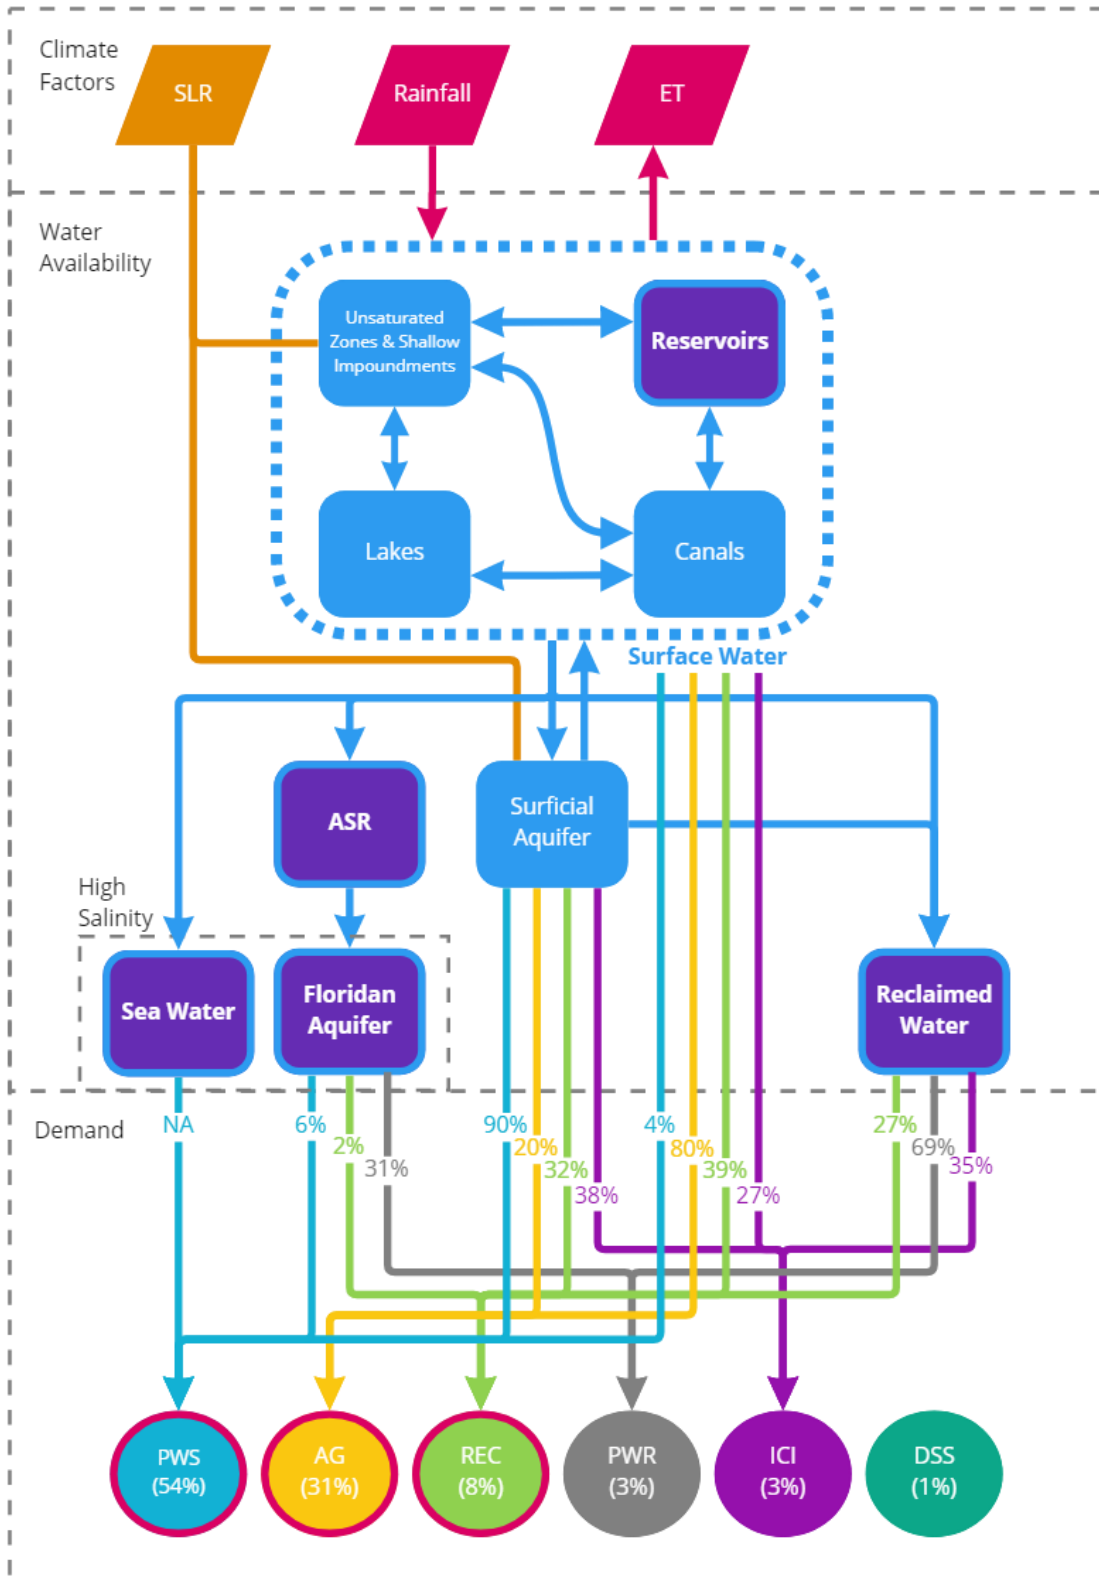 Climate
Factors
SLR
Rainfall
ET
Water
Availability
Unsaturated
Zones & Shallow
Impoundments
Reservoirs
Lakes
Canals
Surface Water
ASR
Surficial
Aquifer
High
Salinity
Sea Water
Floridan
Aquifer
Reclaimed
Water
Demand
NA
6%
2%
31%
90%
20%
32%
38%
4%
80%
39%
27%
27%
69%
35%
PWS
(54%)
AG
(31%)
REC
(8%)
PWR
(3%)
ICI
(3%)
DSS
(1%)